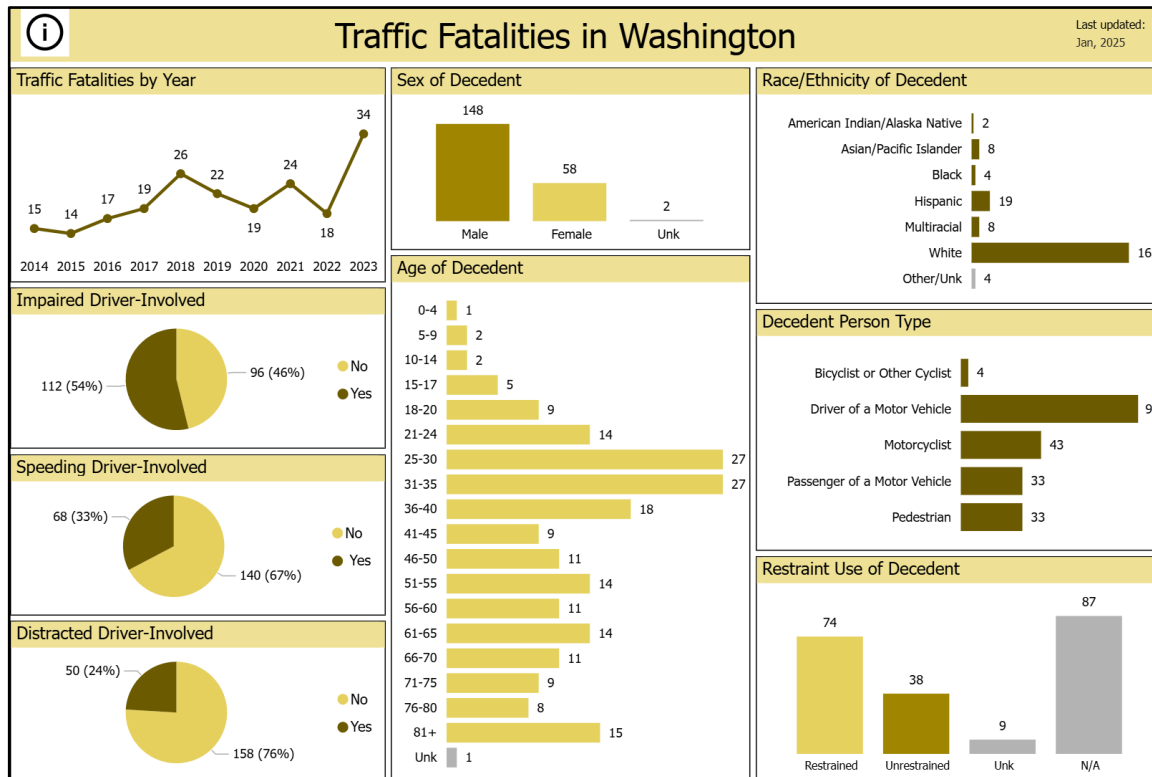 i
Traffic Fatalities in Washington
Last updated:
Jan, 2025
Traffic Fatalities by Year
15
14
17
19
26
22
19
24
18
34
2014 2015 2016 2017 2018 2019 2020 2021 2022 2023
Impaired Driver-Involved
112 (54%)
96 (46%)
No
Yes
Speeding Driver-Involved
68 (33%)
140 (67%)
No
Yes
Distracted Driver-Involved
50 (24%)
158 (76%)
No
Yes
Sex of Decedent
148
58
2
Male Female Unk
Age of Decedent
0-4 1
5-9 2
10-14 2
15-17 5
18-20 9
21-24 14
25-30 27
31-35 27
36-40 18
41-45 9
46-50 11
51-55 14
56-60 11
61-65 14
66-70 11
71-75 9
76-80 8
81+ 15
Unk 1
Race/Ethnicity of Decedent
American Indian/Alaska Native 2
Asian/Pacific Islander 8
Black 4
Hispanic 19
Multiracial 8
White 16
Other/Unk 4
Decedent Person Type
Bicyclist or Other Cyclist 4
Driver of a Motor Vehicle 9
Motorcyclist 43
Passenger of a Motor Vehicle 33
Pedestrian 33
Restraint Use of Decedent
74
38
9
87
Restrained Unrestrained Unk N/A